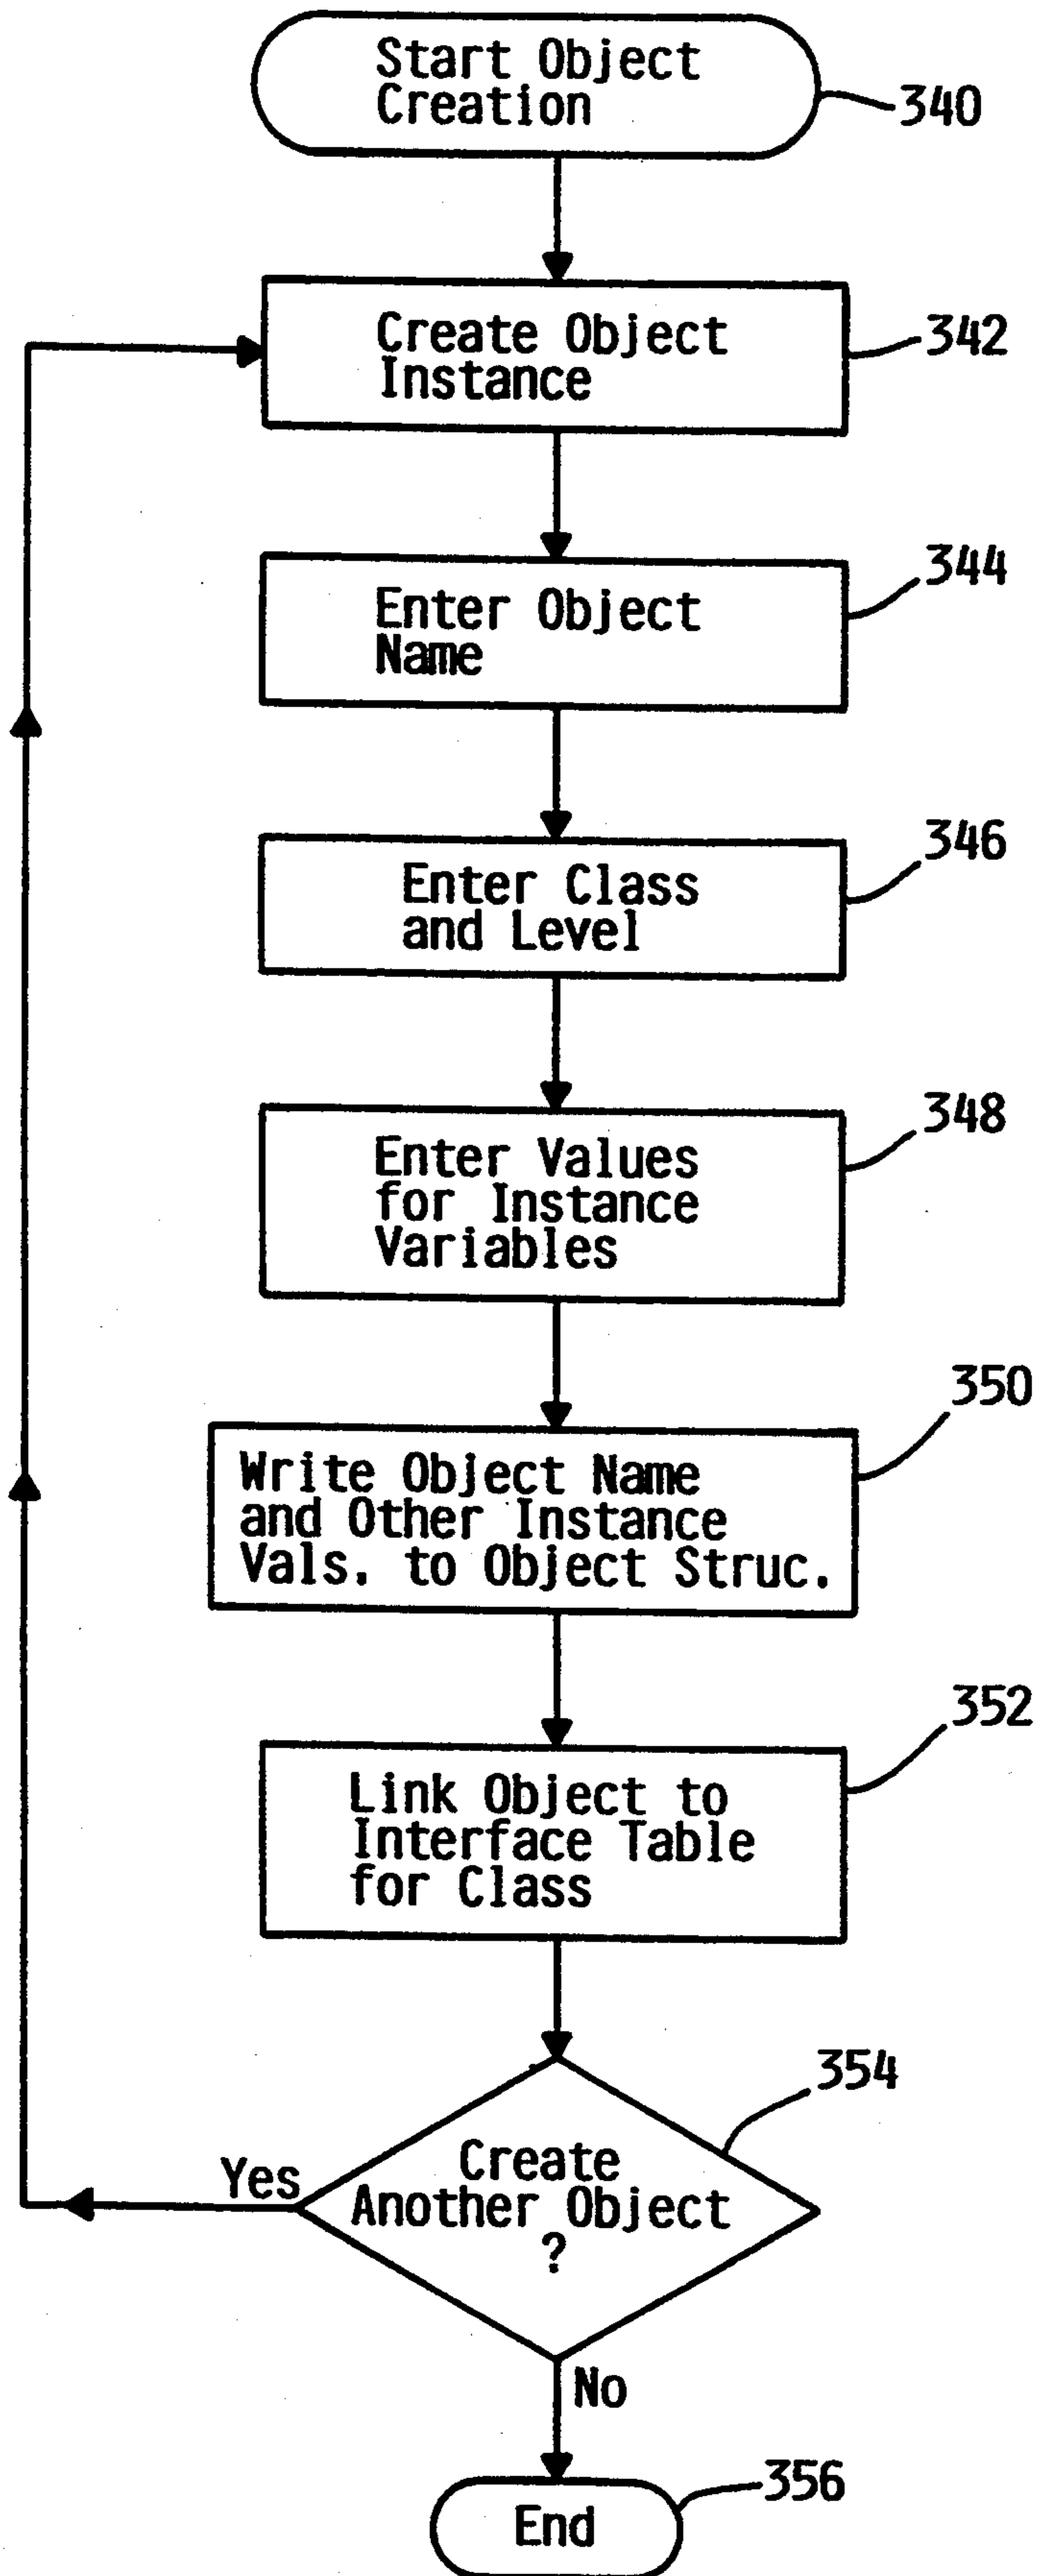 Start Object
Creation
340
Create Object
Instance
342
Enter Object
Name
344
Enter Class
and Level
346
Enter Values
for Instance
Variables
348
Write Object Name
and Other Instance
Vals. to Object Struc.
350
Link Object to
Interface Table
for Class
352
Create
Another Object
?
354
Yes
No
End
356